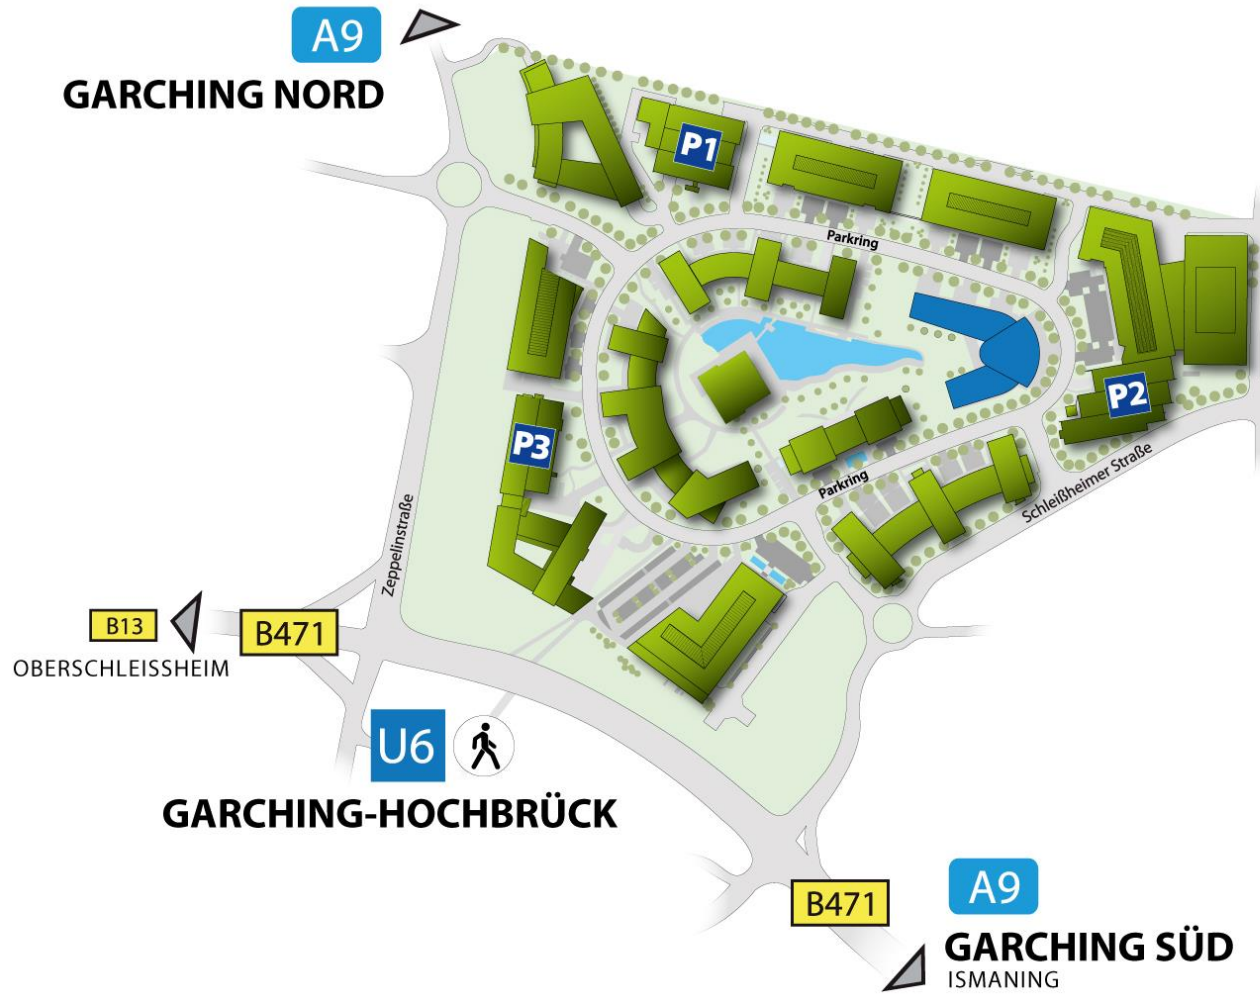 A9
GARCHING NORD
P1
Parkring
P2
P3
Parkring
Schleißheimer Straße
Zeppelinstraße
B13
OBERSCHLEISSHEIM
B471
U6
GARCHING-HOCHBRÜCK
B471
A9
GARCHING SÜD
ISMANING